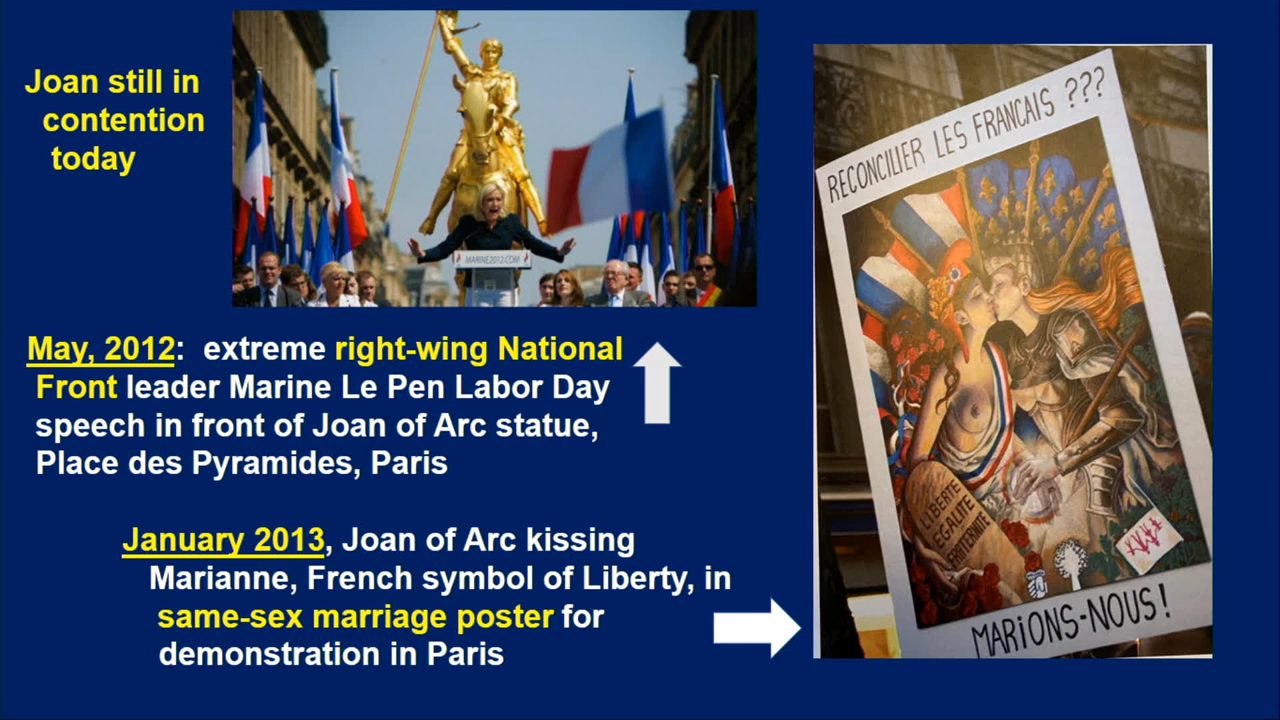 Joan still in
contention
today
MARINE2012.COM
May, 2012: extreme right-wing National
Front leader Marine Le Pen Labor Day
speech in front of Joan of Arc statue,
Place des Pyramides, Paris
January 2013, Joan of Arc kissing
Marianne, French symbol of Liberty, in
same-sex marriage poster for
demonstration in Paris
RECONCILIER LES FRANCAIS ???
LIBERTE
EGALITE
FRATERNITE
MARIONS-NOUS!